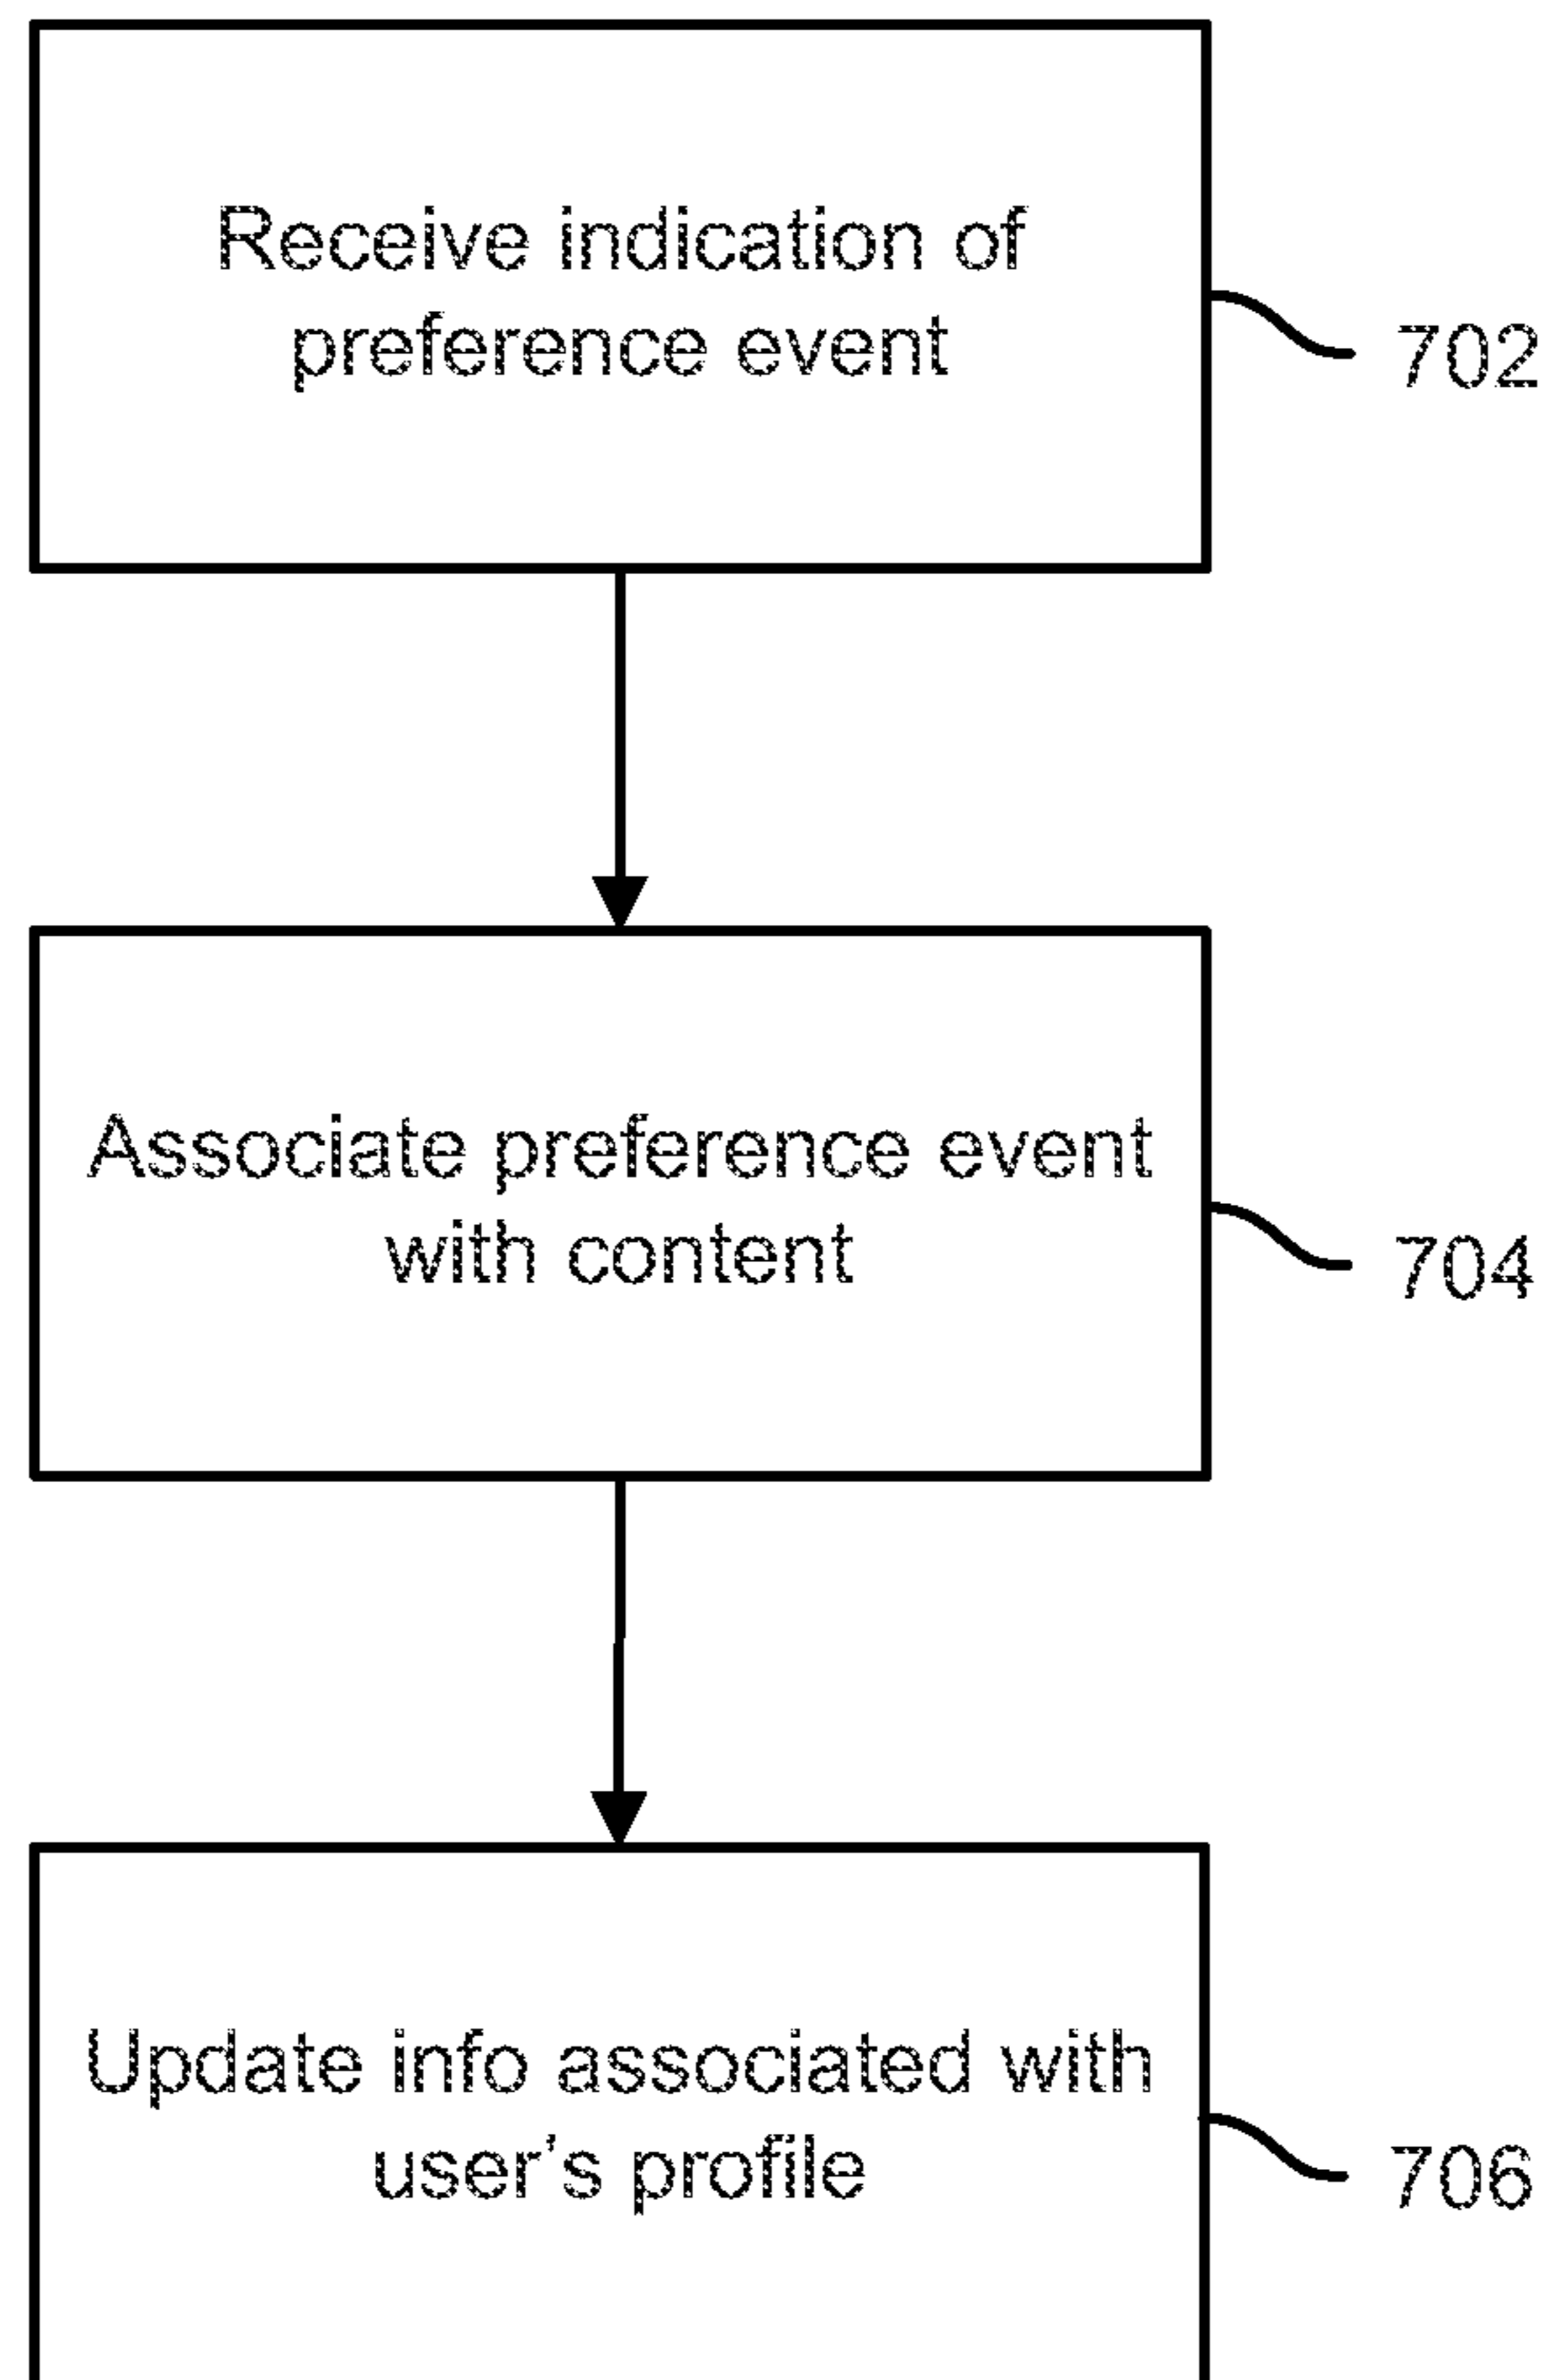 Receive indication of
preference event
702
Associate preference event
with content
704
Update info associated with
user's profile
706